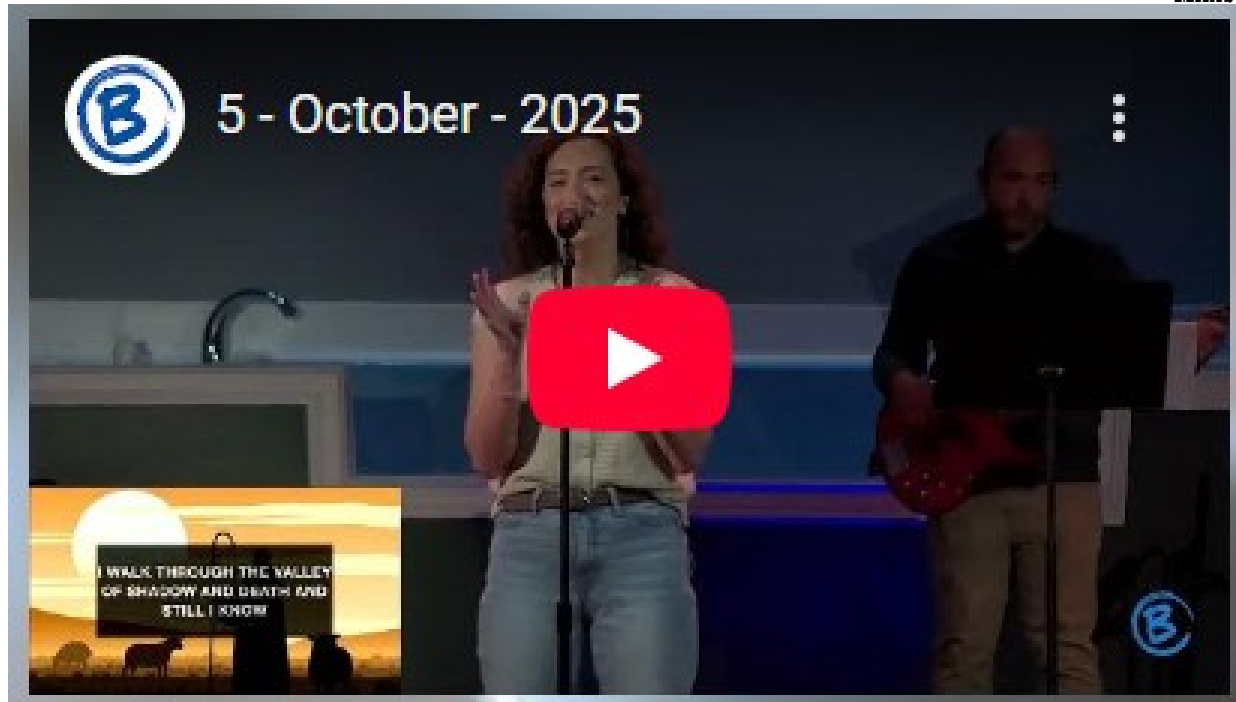 B
5 - October - 2025
I WALK THROUGH THE VALLEY
OF SHADOW AND DEATH AND
STILL I KNOW
B